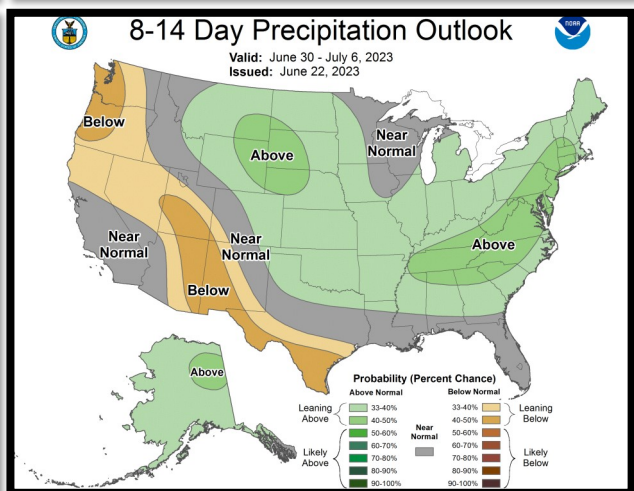 8-14 Day Precipitation Outlook
NOAA
Valid: June 30 - July 6, 2023
Issued: June 22, 2023
Below
Near
Normal
Above
Near
Normal
Near
Normal
Above
Below
Above
Probability (Percent Chance)
Above Normal
Below Normal
Leaning
Above
33-40%
40-50%
Likely
Above
50-60%
60-70%
70-80%
80-90%
90-100%
Near
Normal
33-40%
40-50%
Leaning
Below
50-60%
60-70%
70-80%
80-90%
90-100%
Likely
Below